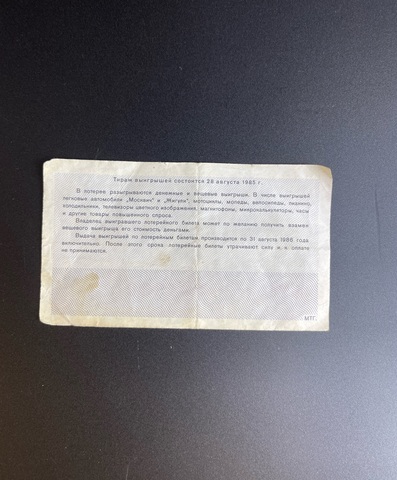 Тираж выигрышей состоится 29 августа 1985 г.
В лотерее разыгрываются денежные и вещевые выигрыши. В числе выигрышей
легковые автомобили „Москвич" и „Жигули", мотоциклы, мопеды, велосипеды, пианино,
холодильники, телевизоры цветного изображения, магнитофоны, микрокалькуляторы, часы
и другие товары повышенного спроса.
Владелец выигравшего лотерейного билета может по желанию получить взамен
вещевого выигрыша его стоимость деньгами.
Выдача выигрышей по лотерейным билетам производится по 31 августа 1986 года
включительно. После этого срока лотерейные билеты утрачивают силу и к оплате
не принимаются.
МТГ.